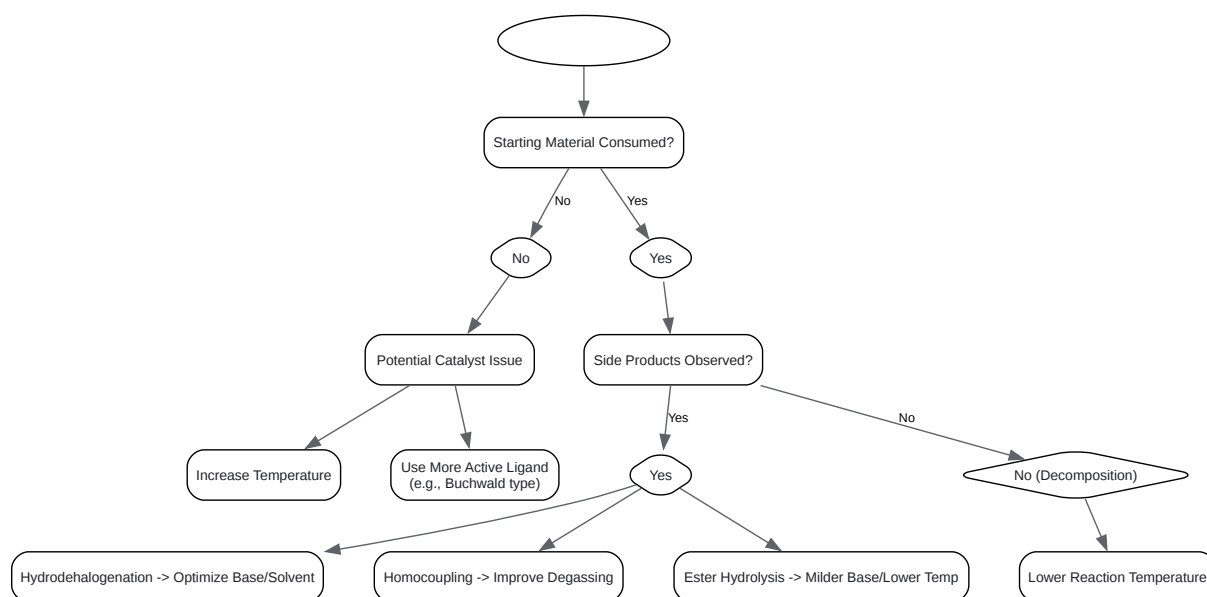 Starting Material Consumed?
No
Yes
No
Yes
Potential Catalyst Issue
Side Products Observed?
Yes
No
Increase Temperature
Use More Active Ligand
(e.g., Buchwald type)
Yes
No (Decomposition)
Hydrodehalogenation -> Optimize Base/Solvent
Homocoupling -> Improve Degassing
Ester Hydrolysis -> Milder Base/Lower Temp
Lower Reaction Temperature